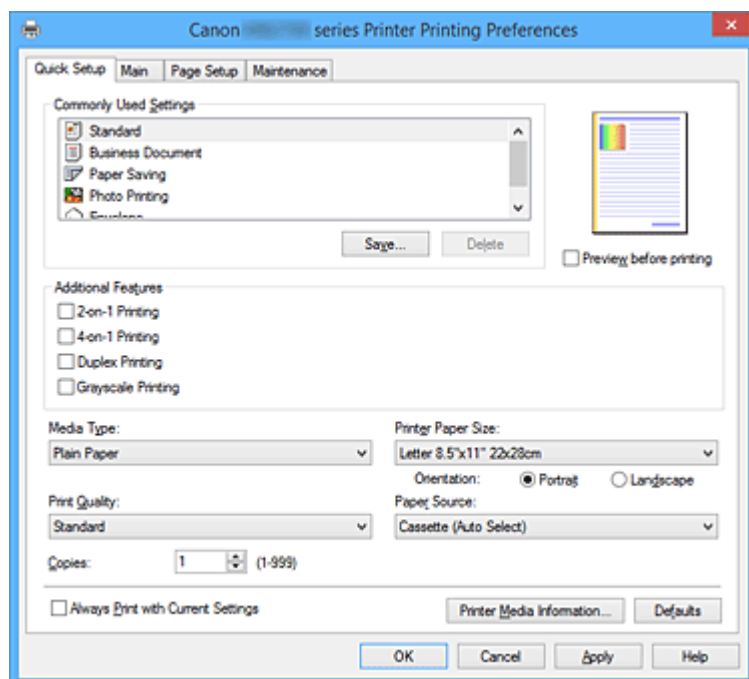 Canon series Printer Printing Preferences
Quick Setup Main Page Setup Maintenance
Commonly Used Settings
Standard
Business Document
Paper Saving
Photo Printing
Envelope
Save... Delete
Preview before printing
Additional Features
2-on-1 Printing
4-on-1 Printing
Duplex Printing
Grayscale Printing
Media Type: Printer Paper Size:
Plain Paper Letter 8.5"x11" 22x28cm
Orientation: Portrait Landscape
Print Quality: Paper Source:
Standard Cassette (Auto Select)
Copies: 1 (1-999)
Always Print with Current Settings Printer Media Information... Defaults
OK Cancel Apply Help